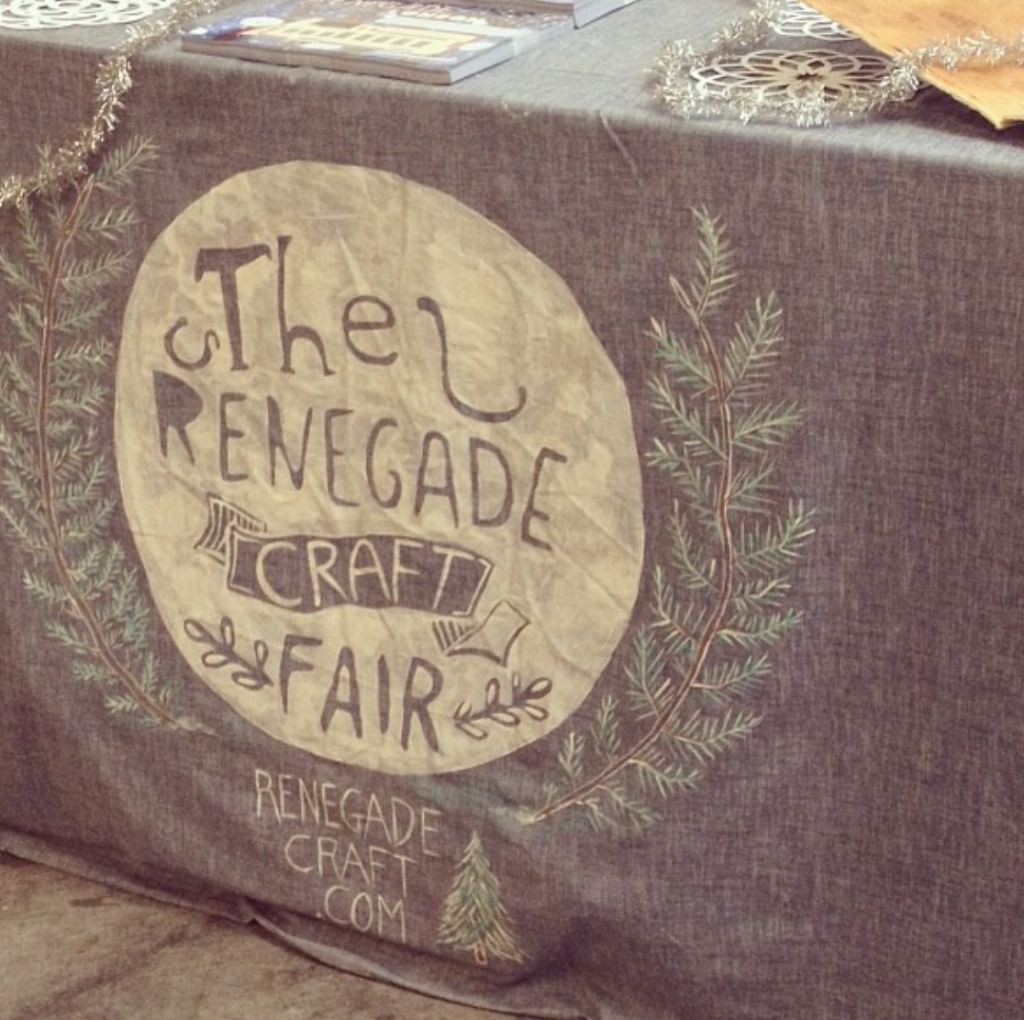 The
RENEGADE
CRAFT
FAIR
RENEGADE
CRAFT
.COM